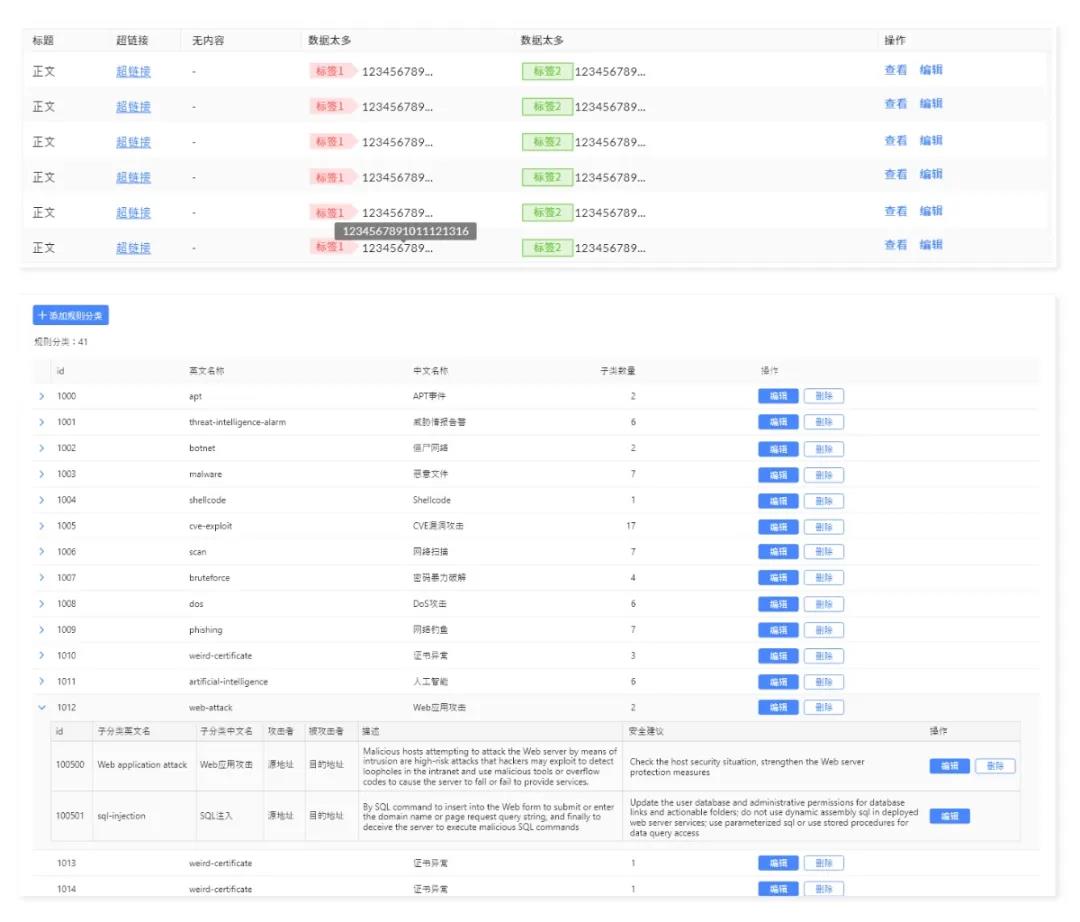 标题 超链接 无内容 数据太多 数据太多 操作
正文 超链接 - 标签1 123456789... 标签2 123456789... 查看 编辑
正文 超链接 - 标签1 123456789... 标签2 123456789... 查看 编辑
正文 超链接 - 标签1 123456789... 标签2 123456789... 查看 编辑
正文 超链接 - 标签1 123456789... 标签2 123456789... 查看 编辑
正文 超链接 - 标签1 123456789... 标签2 123456789... 查看 编辑
1234567891011121316
正文 超链接 - 标签1 123456789... 标签2 123456789... 查看 编辑
+ 添加规则分类
规则分类：41
id 英文名称 中文名称 子类数量 操作
1000 apt APT事件 2 编辑 删除
1001 threat-intelligence-alarm 威胁情报告警 6 编辑 删除
1002 botnet 僵尸网络 2 编辑 删除
1003 malware 恶意文件 7 编辑 删除
1004 shellcode Shellcode 1 编辑 删除
1005 cve-exploit CVE漏洞攻击 17 编辑 删除
1006 scan 网络扫描 7 编辑 删除
1007 bruteforce 密码暴力破解 4 编辑 删除
1008 dos DoS攻击 6 编辑 删除
1009 phishing 网络钓鱼 7 编辑 删除
1010 weird-certificate 证书异常 3 编辑 删除
1011 artificial-intelligence 人工智能 6 编辑 删除
1012 web-attack Web应用攻击 2 编辑 删除
id 子分类英文名 子分类中文名 攻击者 被攻击者 描述 安全建议 操作
100500 Web application attack Web应用攻击 源地址 目的地址
Malicious hosts attempting to attack the Web server by means of
intrusion are high-risk attacks that hackers may exploit to detect
loopholes in the intranet and use malicious tools or overflow
codes to cause the server to fall or fail to provide services.
Check the host security situation, strengthen the Web server
protection measures
编辑 删除
100501 sql-injection SQL注入 源地址 目的地址
By SQL command to insert into the Web form to submit or enter
the domain name or page request query string, and finally to
deceive the server to execute malicious SQL commands
Update the user database and administrative permissions for database
links and actionable folders; do not use dynamic assembly sql in deployed
web server services; use parameterized sql or use stored procedures for
data query access
编辑
1013 weird-certificate 证书异常 1 编辑 删除
1014 weird-certificate 证书异常 1 编辑 删除